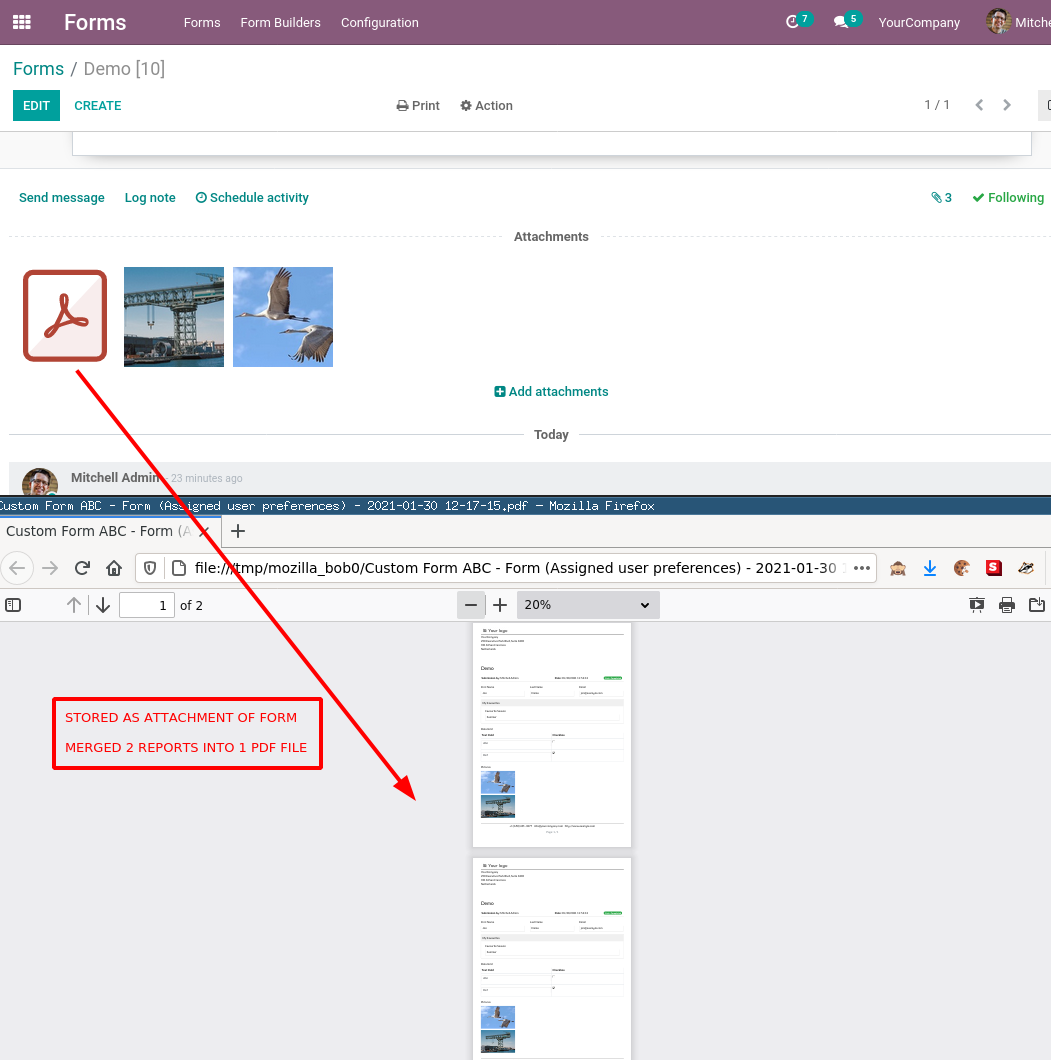 Forms Forms Form Builders Configuration 7 5 YourCompany Mitche
Forms / Demo [10]
EDIT CREATE Print Action 1 / 1
Send message Log note Schedule activity 3 Following
Attachments
Add attachments
Today
Mitchell Admin - 23 minutes ago
Custom Form ABC - Form (Assigned user preferences) - 2021-01-30 12-17-15.pdf — Mozilla Firefox
Custom Form ABC - Form (A
file:///tmp/mozilla_bob0/Custom Form ABC - Form (Assigned user preferences) - 2021-01-30
1 of 2 20%
Your logo
Demo
STORED AS ATTACHMENT OF FORM
MERGED 2 REPORTS INTO 1 PDF FILE
Your logo
Demo